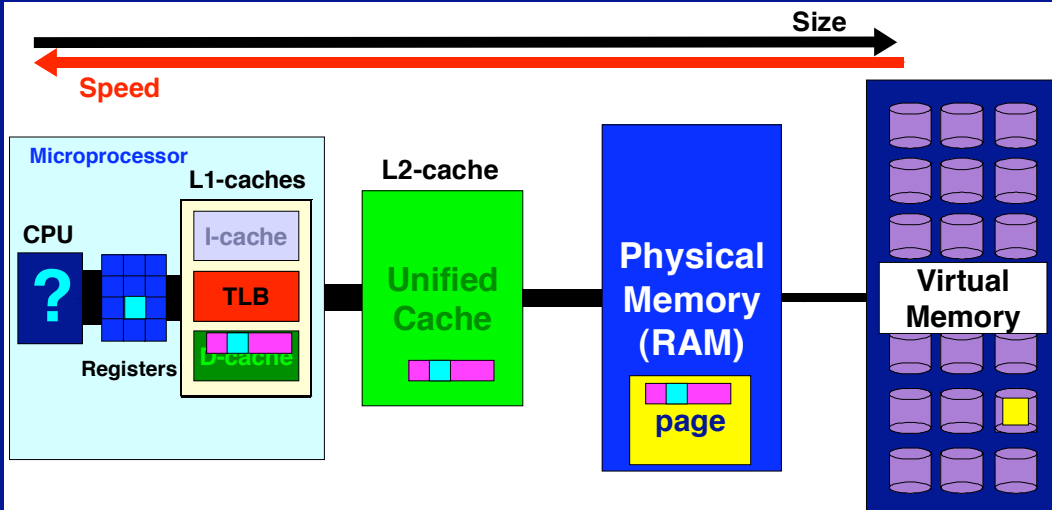 Size
Speed
Microprocessor
L1-caches
L2-cache
CPU
?
Registers
I-cache
TLB
D-cache
Unified
Cache
Physical
Memory
(RAM)
page
Virtual
Memory